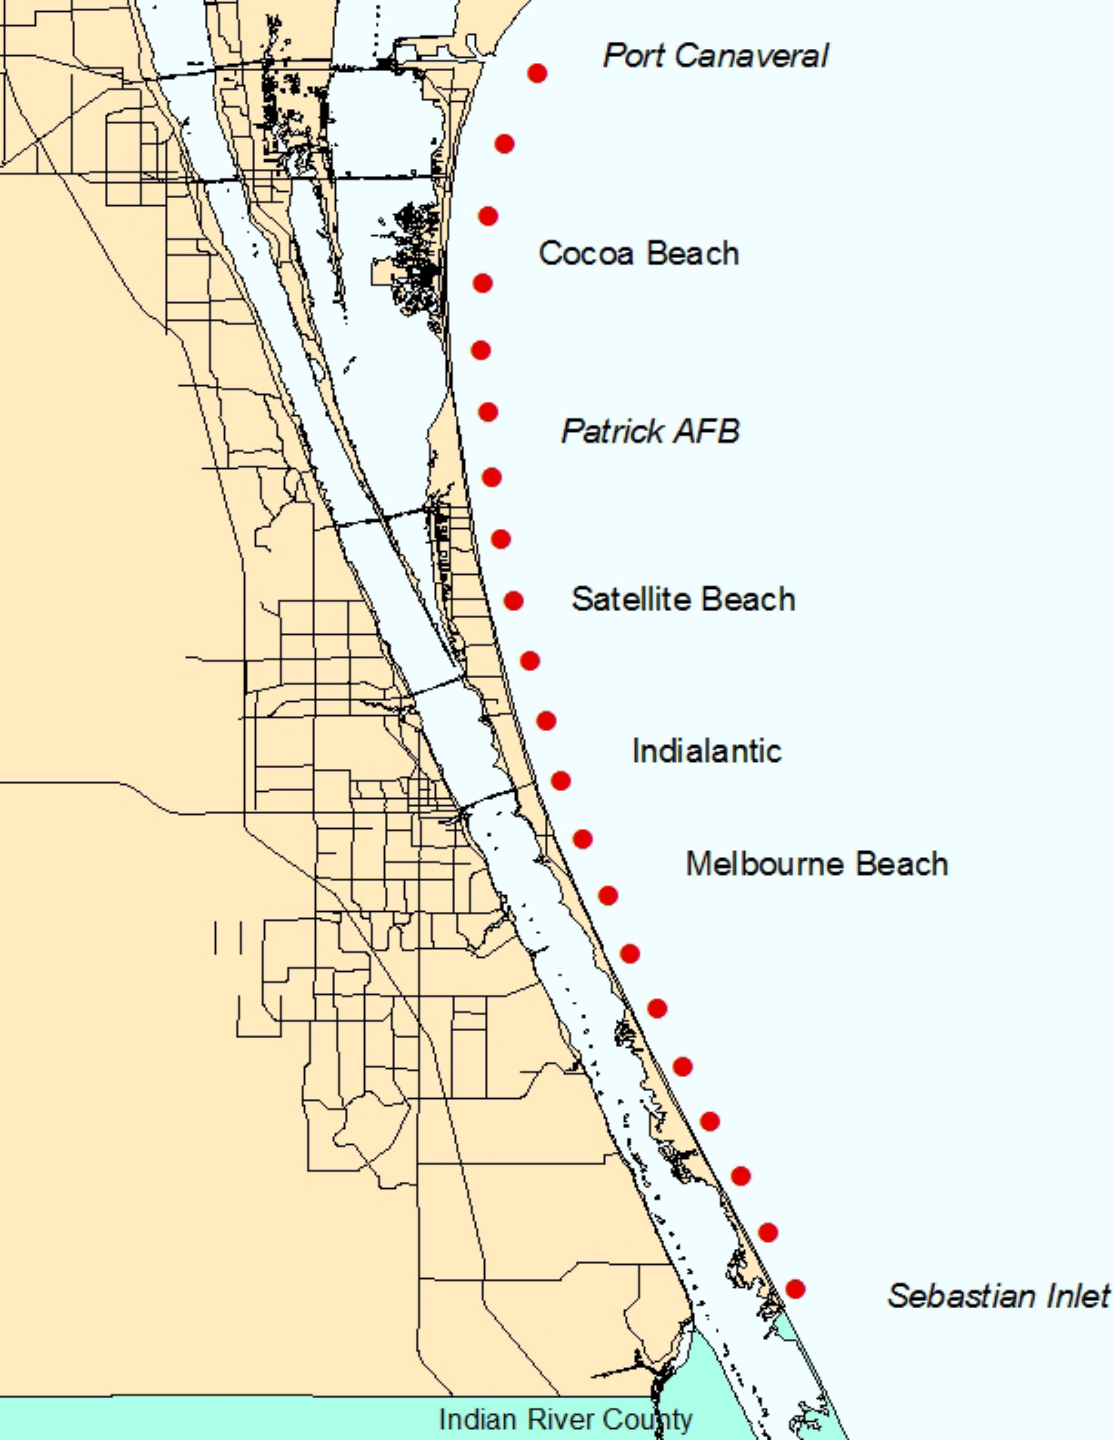 Port Canaveral
Cocoa Beach
Patrick AFB
Satellite Beach
Indialantic
Melbourne Beach
Sebastian Inlet
Indian River County